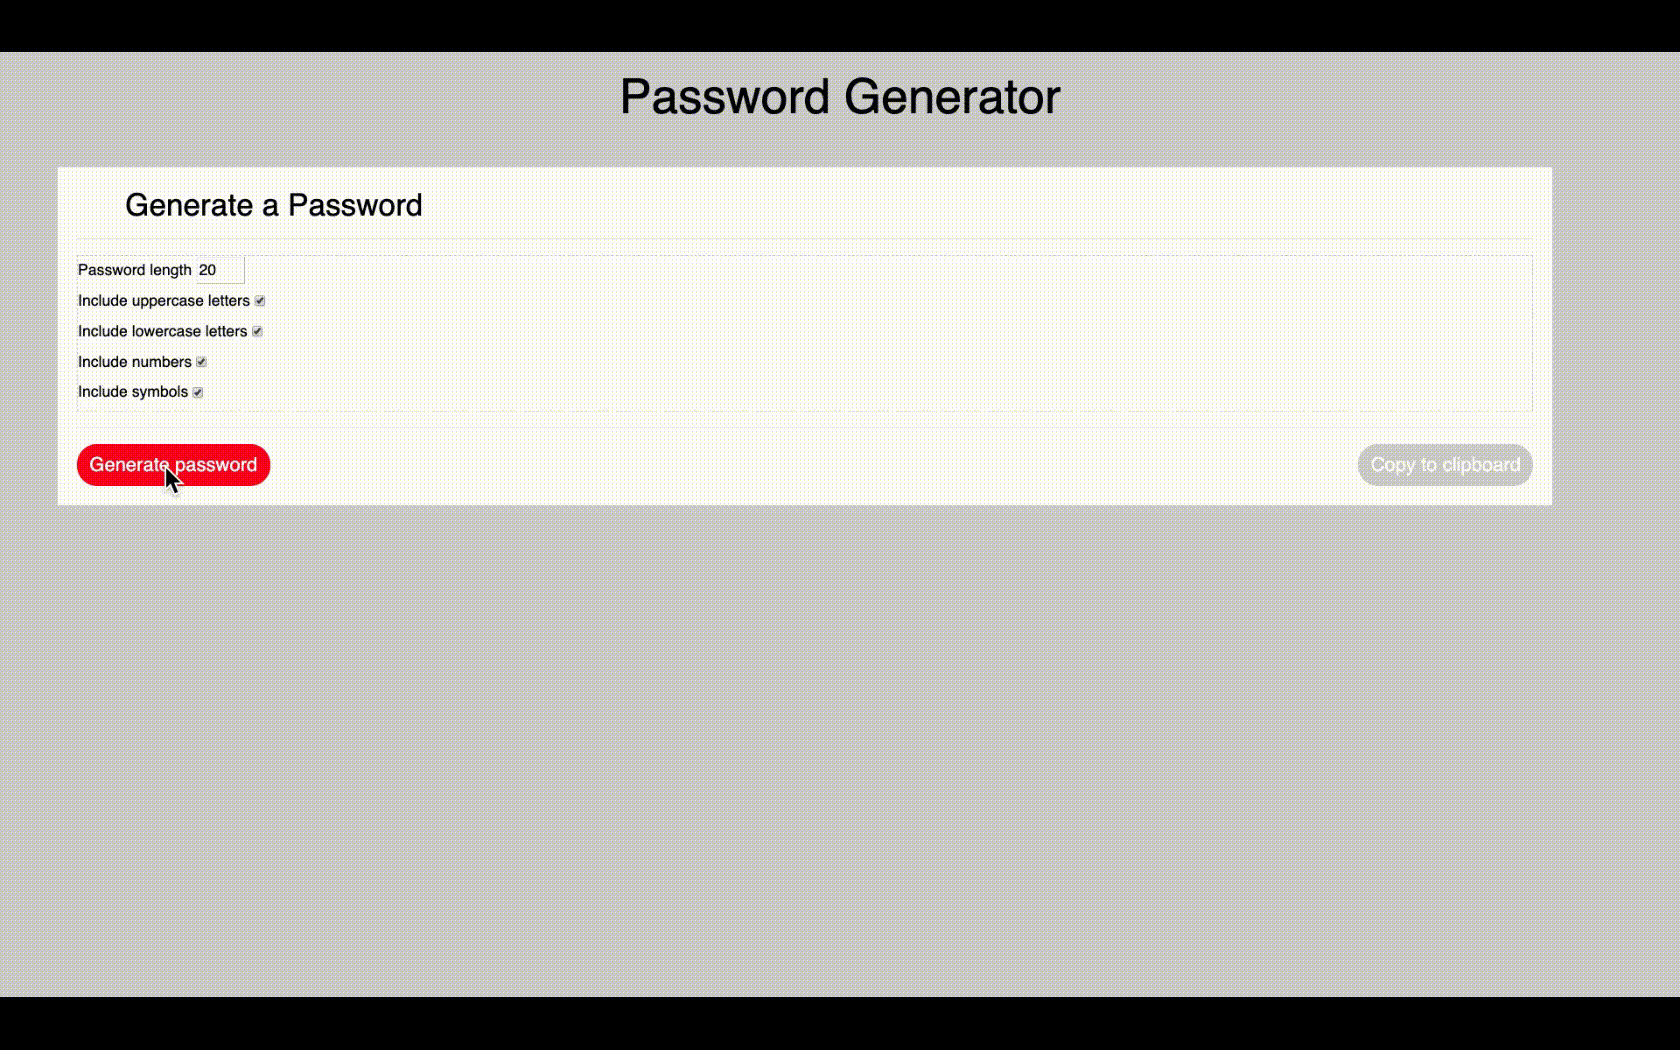 Password Generator
Generate a Password
Password length 20
Include uppercase letters
Include lowercase letters
Include numbers
Include symbols
Generate password
Copy to clipboard